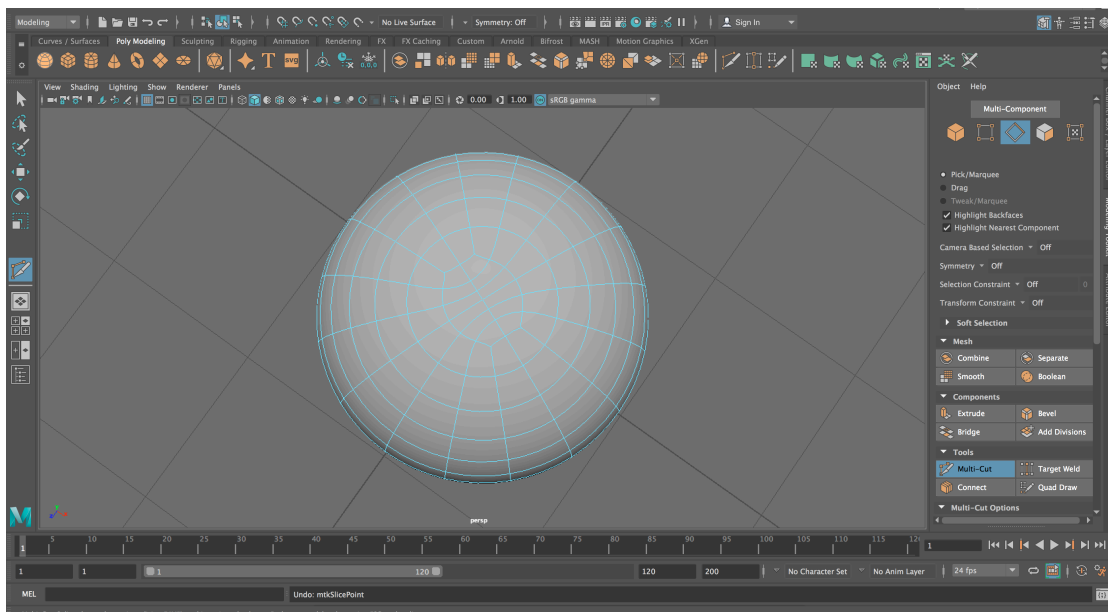 Modeling
No Live Surface
Symmetry: Off
Sign In
Curves / Surfaces Poly Modeling Sculpting Rigging Animation Rendering FX FX Caching Custom Arnold Bifrost MASH Motion Graphics XGen
T SVG
View Shading Lighting Show Renderer Panels
0.00 1.00 sRGB gamma
Object Help
Multi-Component
Pick/Marquee
Drag
Tweak/Marquee
Highlight Backfaces
Highlight Nearest Component
Camera Based Selection Off
Symmetry Off
Selection Constraint Off 0
Transform Constraint Off
Soft Selection
Mesh
Combine Separate
Smooth Boolean
Components
Extrude Bevel
Bridge Add Divisions
Tools
Multi-Cut Target Weld
Connect Quad Draw
Multi-Cut Options
persp
M
1 5 10 15 20 25 30 35 40 45 50 55 60 65 70 75 80 85 90 95 100 105 110 115 1
1 1 1 120 120 200 No Character Set No Anim Layer 24 fps
MEL Undo: mtkSlicePoint